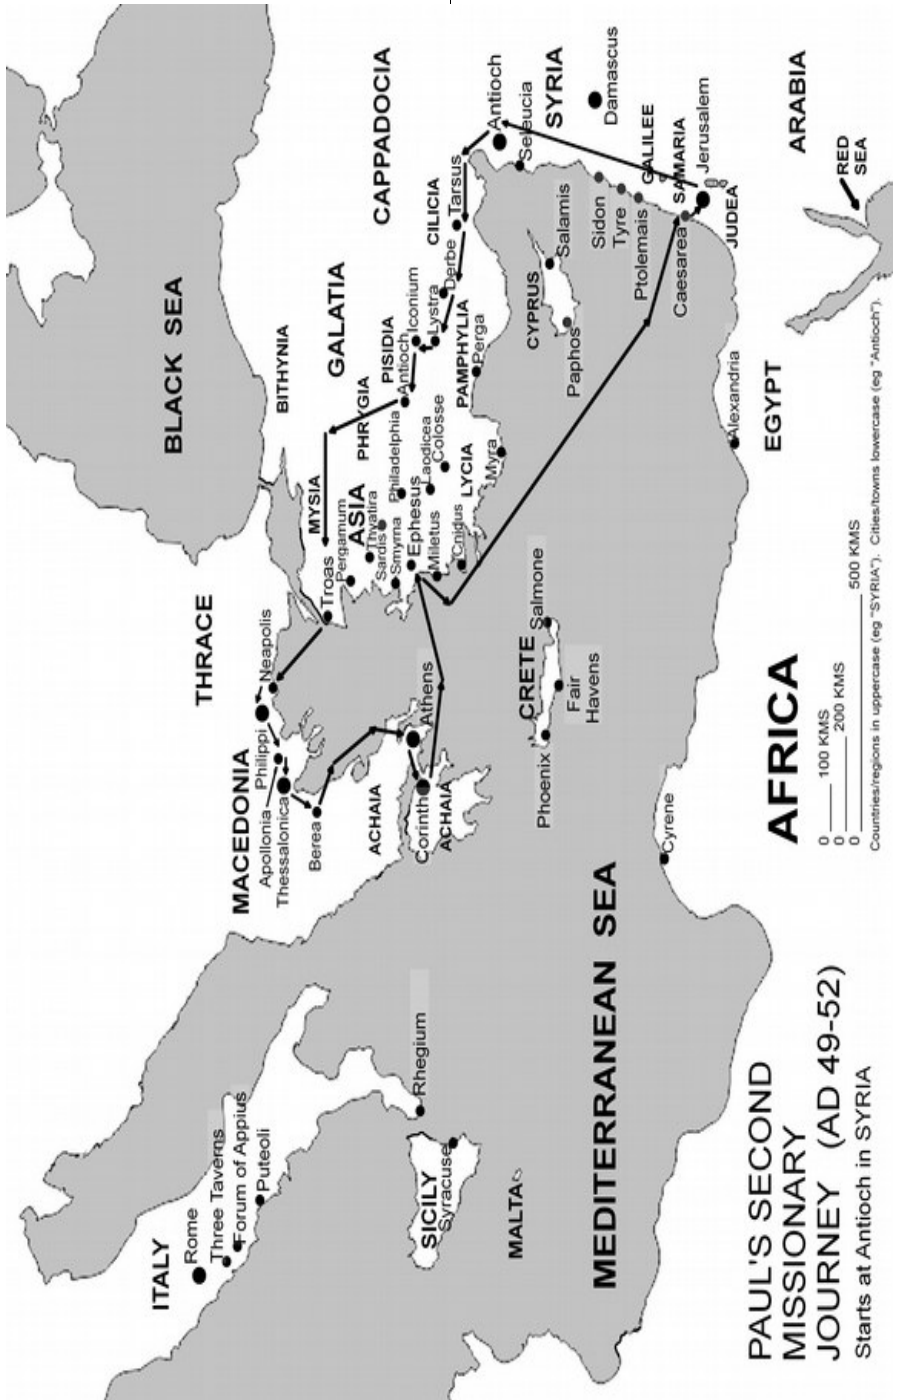 BLACK SEA
THRACE
BITHYNIA
GALATIA
CAPPADOCIA
MACEDONIA
Philippi
Neapolis
Apollonia
Thessalonica
Berea
Troas
MYSIA
Pergamum
ASIA
Thyatira
Sardis
Smyrna
Philadelphia
PHRYGIA
Antioch
PISIDIA
Iconium
Lystra
Derbe
CILICIA
Tarsus
Antioch
Seleucia
SYRIA
Damascus
Ephesus
Laodicea
Colosse
Miletus
Cnidus
LYCIA
Myra
PAMPHYLIA
Perga
ACHAIA
Athens
Corinth
ACHAIA
ITALY
Rome
Three Taverns
Forum of Appius
Puteoli
Rhegium
SICILY
Syracuse
MALTA
CRETE
Phoenix
Salmone
Fair
Havens
CYPRUS
Salamis
Paphos
Sidon
Tyre
Ptolemais
GALILEE
SAMARIA
Caesarea
Jerusalem
JUDEA
ARABIA
RED
SEA
MEDITERRANEAN SEA
Cyrene
Alexandria
EGYPT
AFRICA
0 100 KMS
0 200 KMS
0 500 KMS
Countries/regions in uppercase (eg "SYRIA"). Cities/towns lowercase (eg "Antioch").
PAUL'S SECOND
MISSIONARY
JOURNEY (AD 49-52)
Starts at Antioch in SYRIA